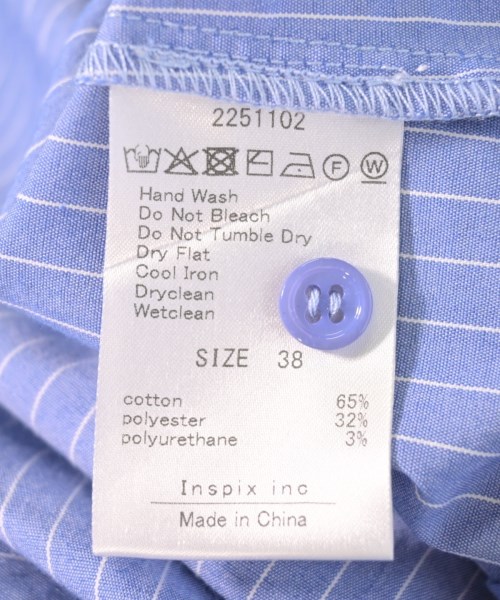 2251102
F W
Hand Wash
Do Not Bleach
Do Not Tumble Dry
Dry Flat
Cool Iron
Dryclean
Wetclean
SIZE 38
cotton 65%
polyester 32%
polyurethane 3%
Inspix inc
Made in China